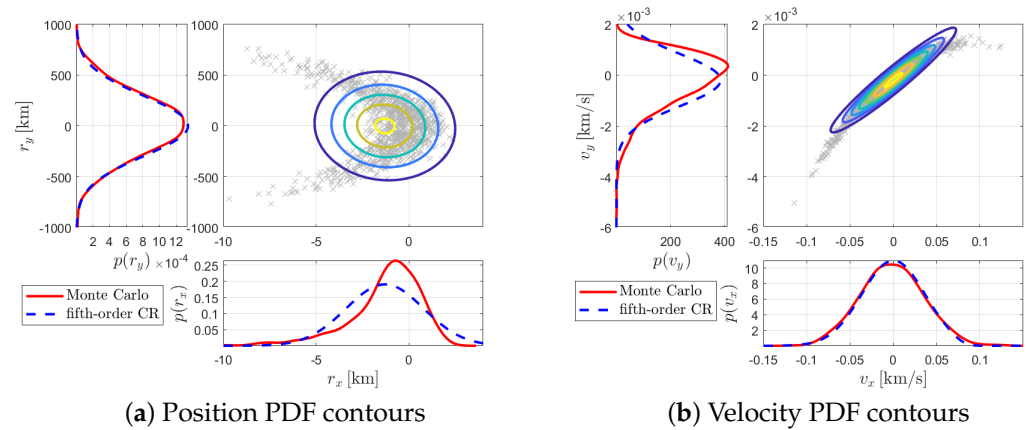 1000
500
0
-500
-1000
r_y [km]
2 4 6 8 10 12
p(r_y) ×10^-4
1000
500
0
-500
-1000
-10 -5 0
0.25
0.20
0.15
0.10
0.05
p(r_x)
-10 -5 0
r_x [km]
Monte Carlo
fifth-order CR
(a) Position PDF contours
×10^-3
2
0
-2
-4
-6
v_y [km/s]
200 400
p(v_y)
×10^-3
2
0
-2
-4
-6
-0.15 -0.1 -0.05 0 0.05 0.1
10
8
6
4
2
p(v_x)
-0.15 -0.1 -0.05 0 0.05 0.1
v_x [km/s]
Monte Carlo
fifth-order CR
(b) Velocity PDF contours